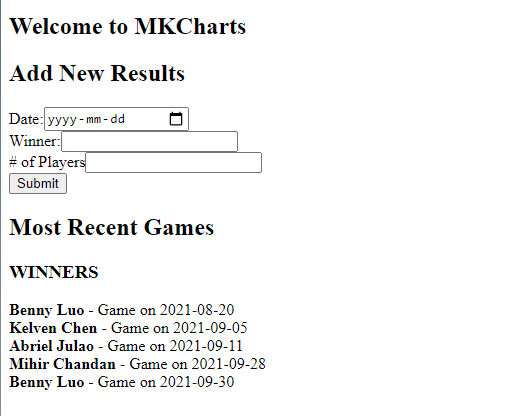 Welcome to MKCharts
Add New Results
Date: yyyy-mm-dd
Winner:
# of Players
Submit
Most Recent Games
WINNERS
Benny Luo - Game on 2021-08-20
Kelven Chen - Game on 2021-09-05
Abriel Julao - Game on 2021-09-11
Mihir Chandan - Game on 2021-09-28
Benny Luo - Game on 2021-09-30